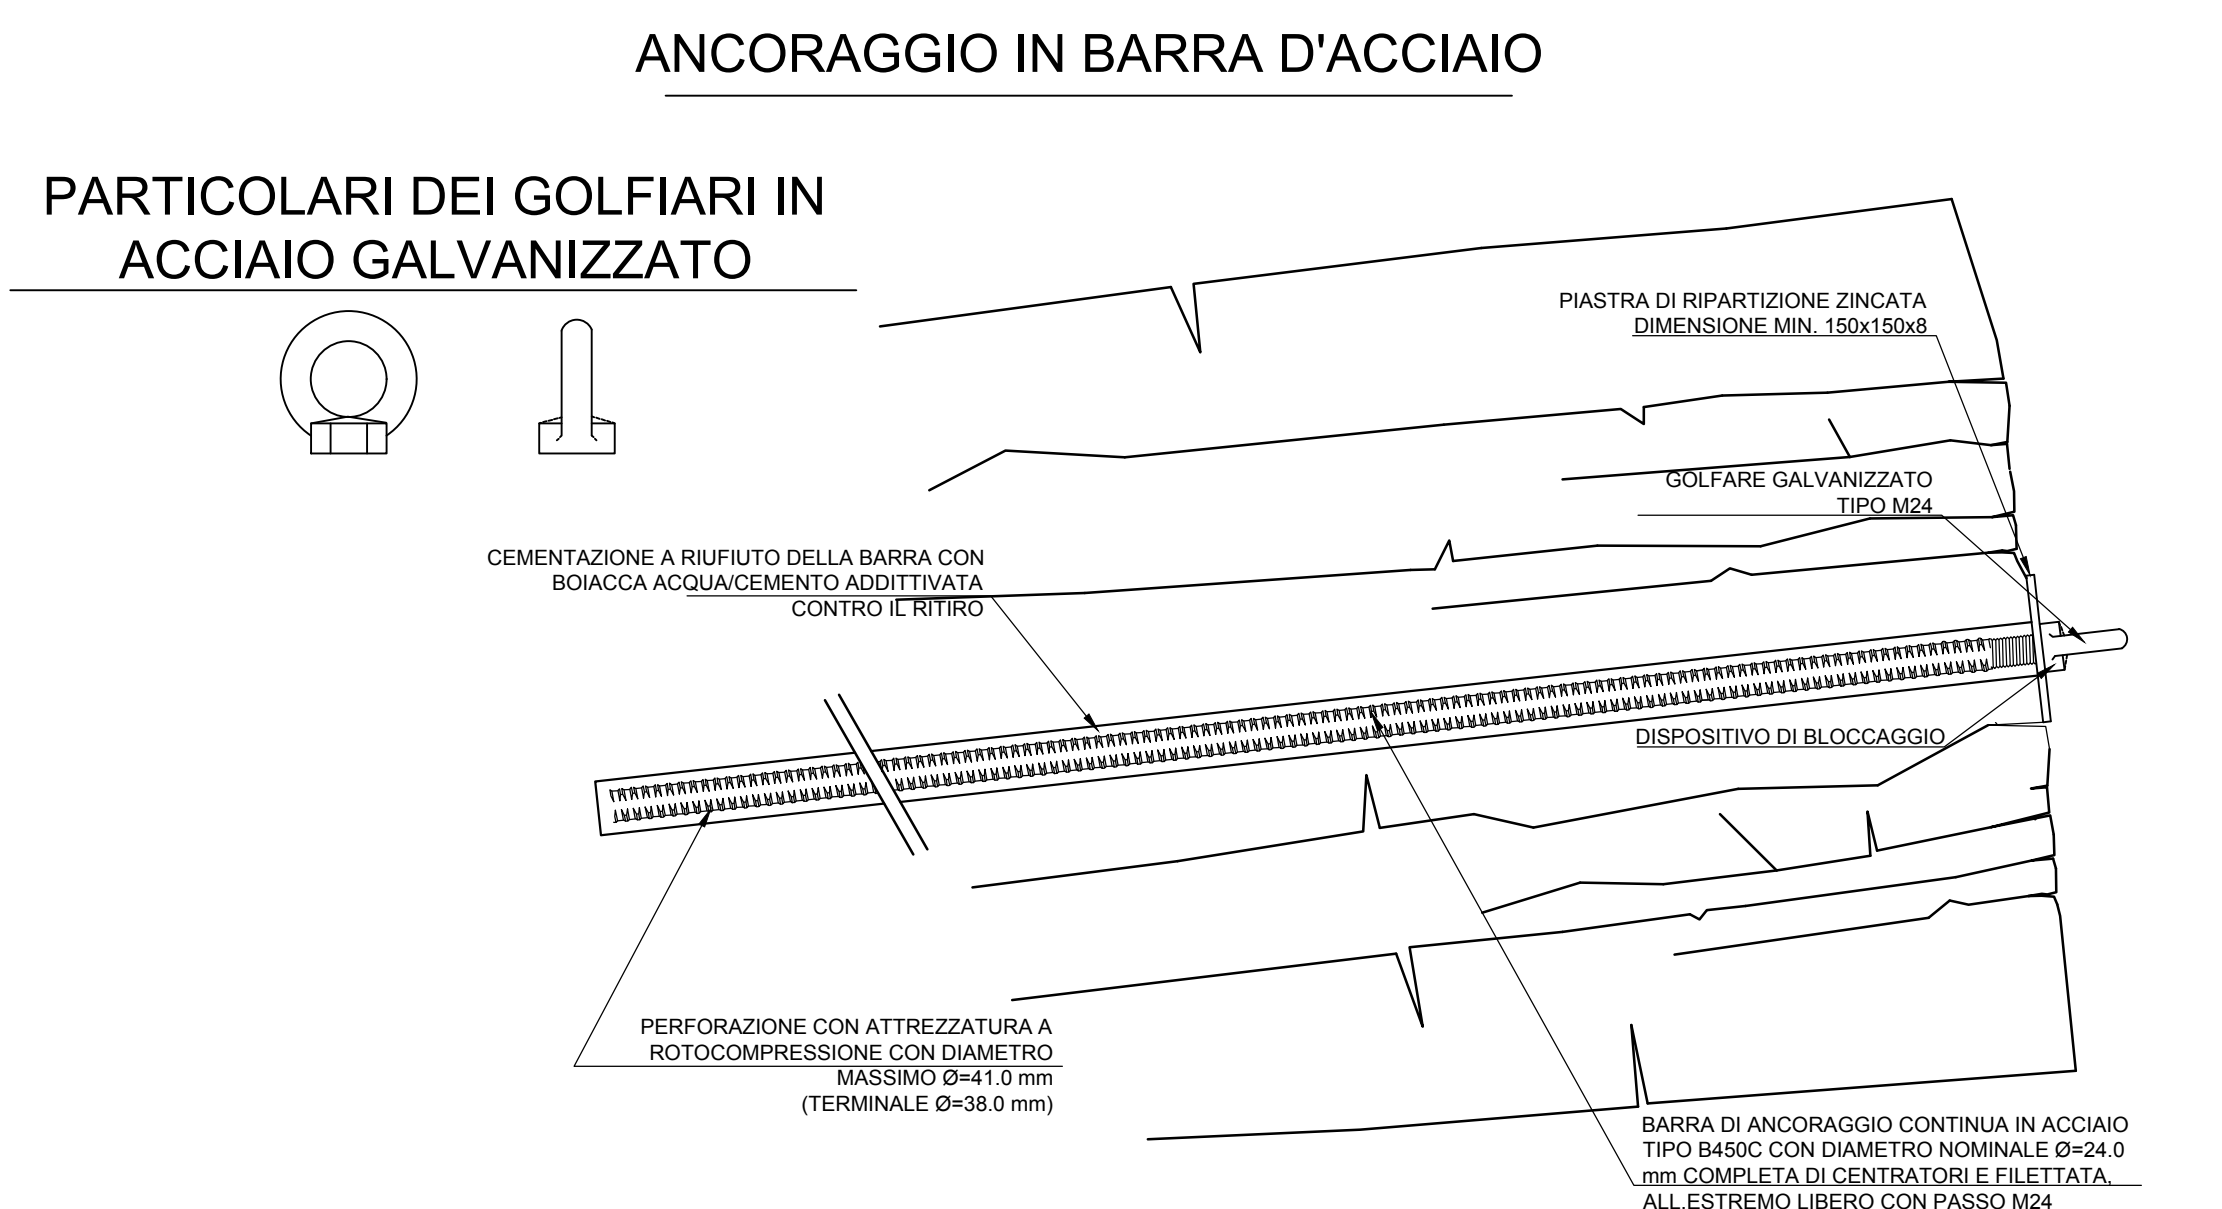 ANCORAGGIO IN BARRA D'ACCIAIO
PARTICOLARI DEI GOLFIARI IN
ACCIAIO GALVANIZZATO
PIASTRA DI RIPARTIZIONE ZINCATA
DIMENSIONE MIN. 150x150x8
GOLFARE GALVANIZZATO
TIPO M24
CEMENTAZIONE A RIUFIUTO DELLA BARRA CON
BOIACCA ACQUA/CEMENTO ADDITTIVATA
CONTRO IL RITIRO
DISPOSITIVO DI BLOCCAGGIO
PERFORAZIONE CON ATTREZZATURA A
ROTOCOMPRESSIONE CON DIAMETRO
MASSIMO Ø=41.0 mm
(TERMINALE Ø=38.0 mm)
BARRA DI ANCORAGGIO CONTINUA IN ACCIAIO
TIPO B450C CON DIAMETRO NOMINALE Ø=24.0
mm COMPLETA DI CENTRATORI E FILETTATA,
ALL.ESTREMO LIBERO CON PASSO M24